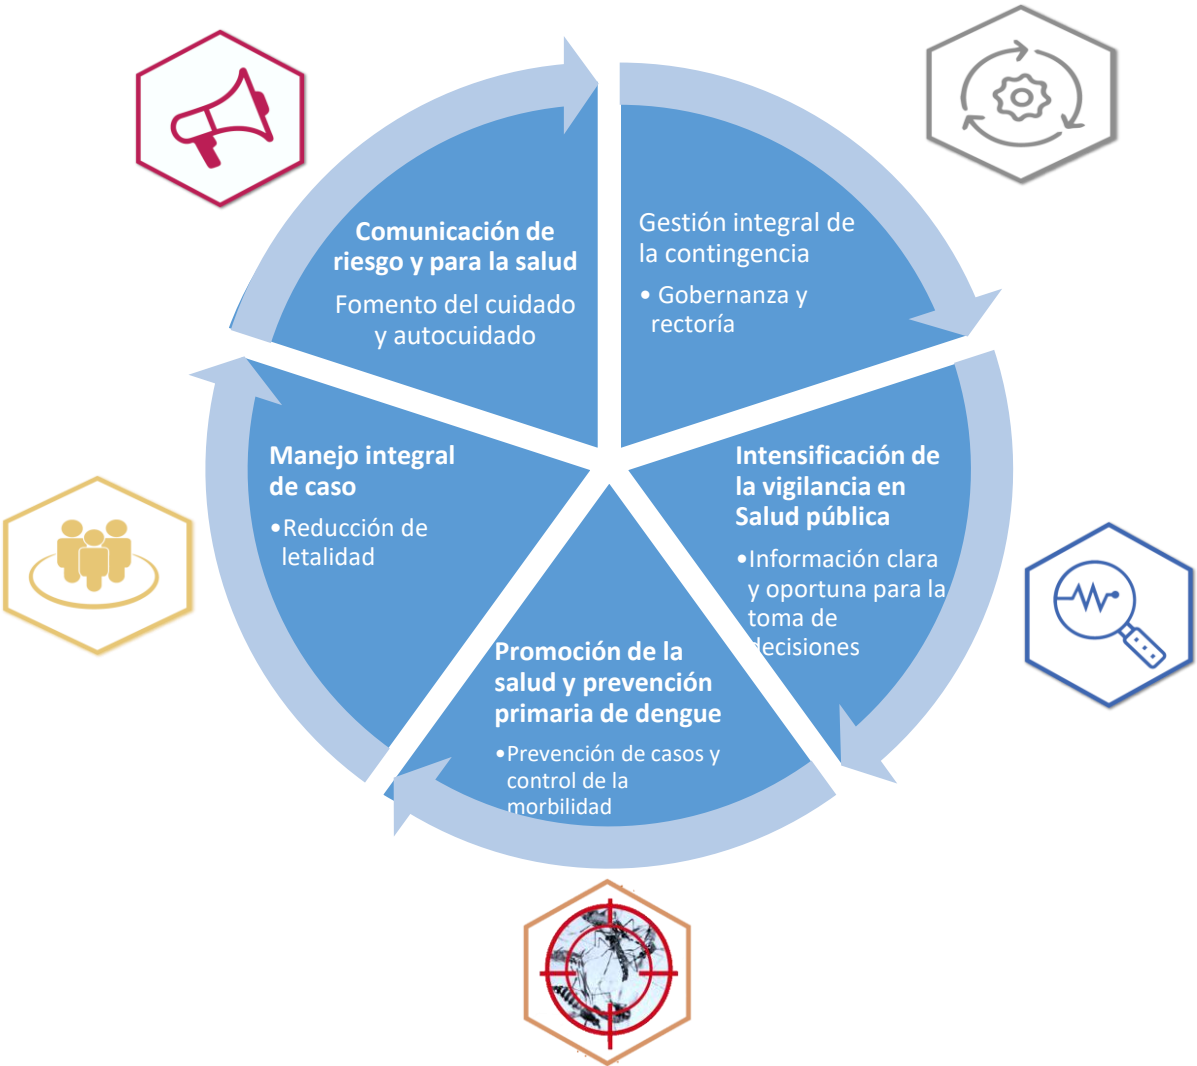 Comunicación de
riesgo y para la salud
Fomento del cuidado
y autocuidado
Gestión integral de
la contingencia
• Gobernanza y
rectoría
Intensificación de
la vigilancia en
Salud pública
•Información clara
y oportuna para la
toma de
decisiones
Promoción de la
salud y prevención
primaria de dengue
•Prevención de casos y
control de la
morbilidad
Manejo integral
de caso
•Reducción de
letalidad